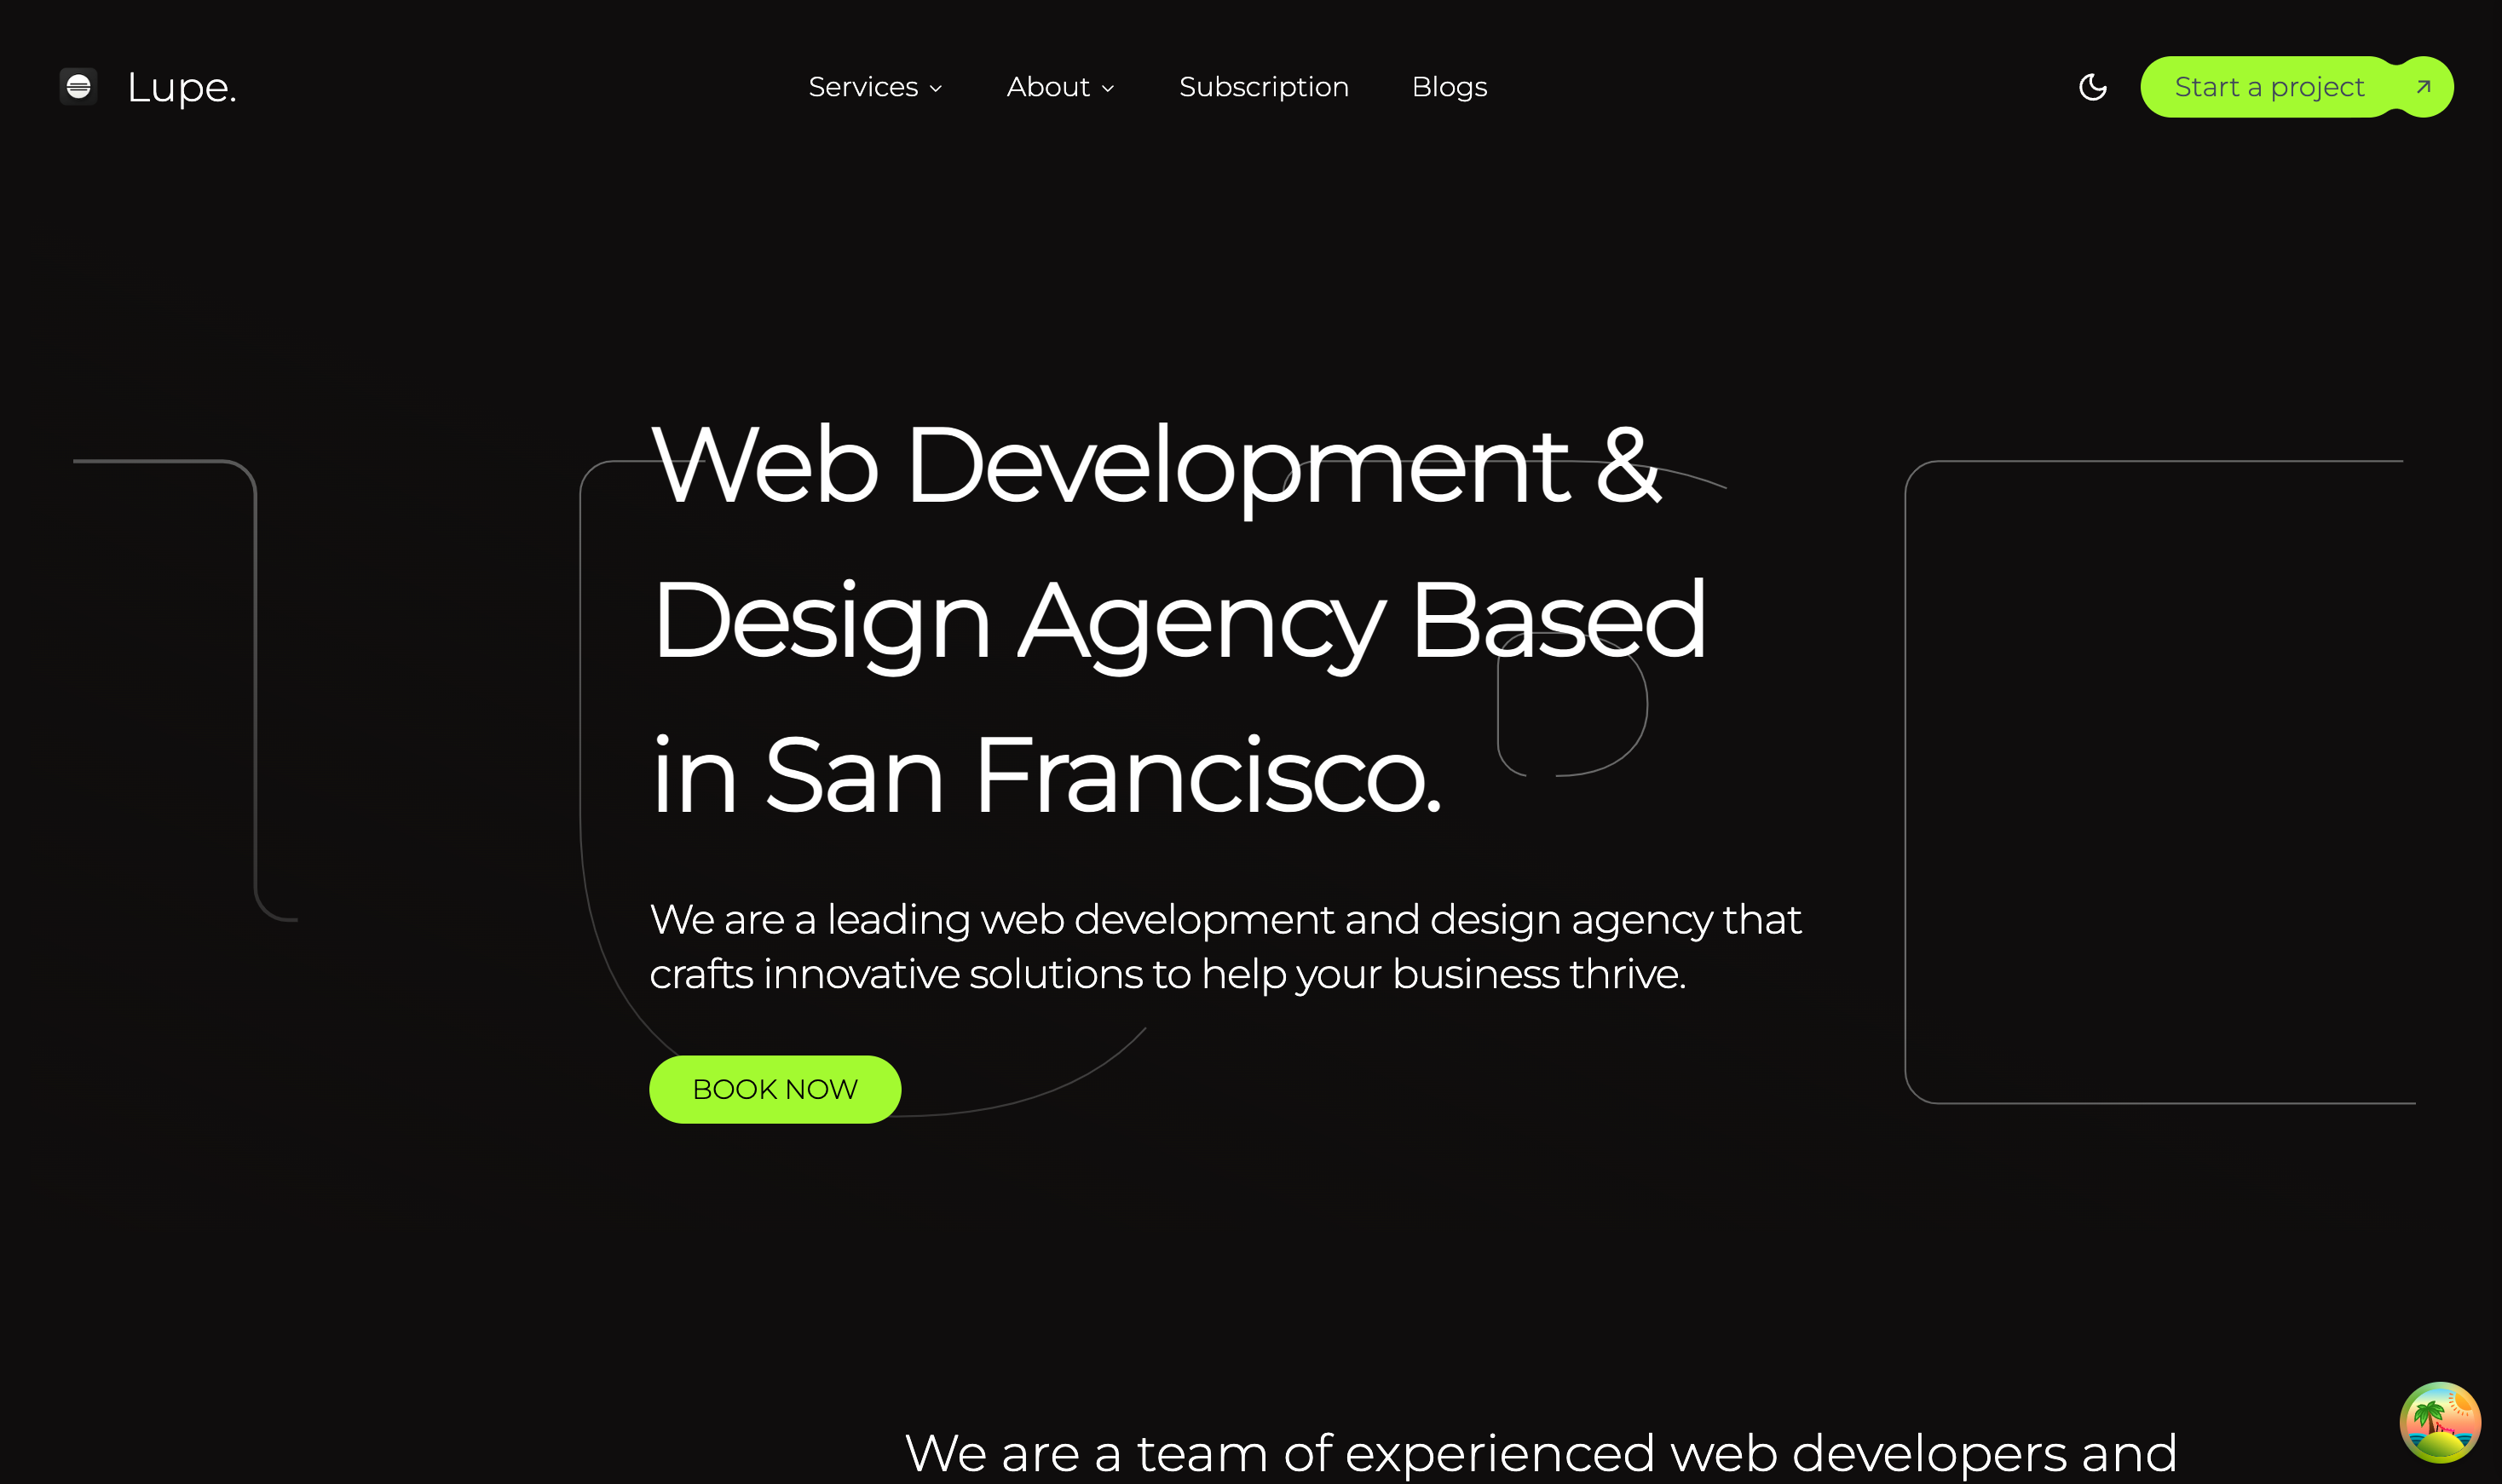 Lupe.
Services
About
Subscription
Blogs
Start a project
Web Development &
Design Agency Based
in San Francisco.
We are a leading web development and design agency that
crafts innovative solutions to help your business thrive.
BOOK NOW
We are a team of experienced web developers and